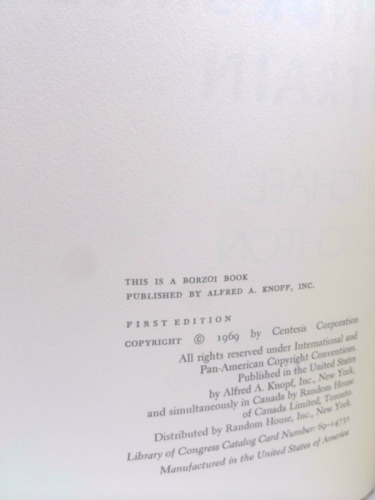 THIS IS A BORZOI BOOK
PUBLISHED BY ALFRED A. KNOPF, INC.
FIRST EDITION
COPYRIGHT © 1969 by Centesis Corporation
All rights reserved under International and
Pan-American Copyright Conventions.
Published in the United States
by Alfred A. Knopf, Inc., New York.
and simultaneously in Canada by Random House
of Canada Limited, Toronto.
Distributed by Random House, Inc., New York.
Library of Congress Catalog Card Number: 69-14731
Manufactured in the United States of America